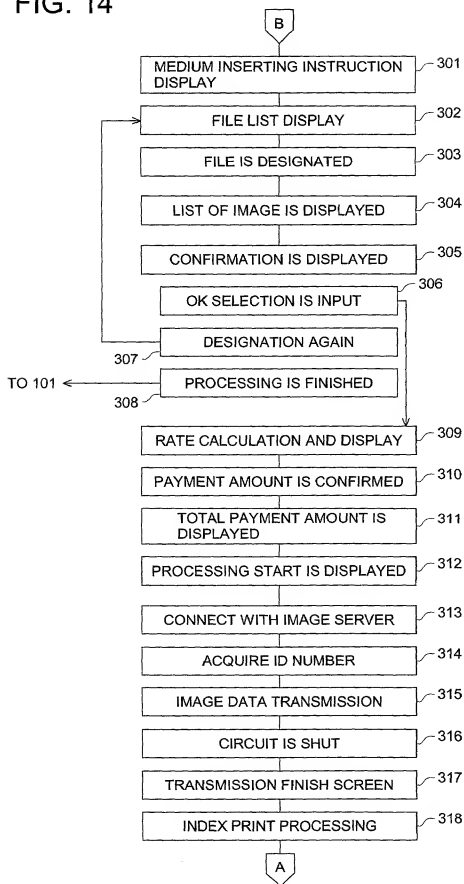 FIG. 14
B
MEDIUM INSERTING INSTRUCTION
DISPLAY
301
FILE LIST DISPLAY
302
FILE IS DESIGNATED
303
LIST OF IMAGE IS DISPLAYED
304
CONFIRMATION IS DISPLAYED
305
OK SELECTION IS INPUT
306
DESIGNATION AGAIN
307
TO 101
PROCESSING IS FINISHED
308
RATE CALCULATION AND DISPLAY
309
PAYMENT AMOUNT IS CONFIRMED
310
TOTAL PAYMENT AMOUNT IS
DISPLAYED
311
PROCESSING START IS DISPLAYED
312
CONNECT WITH IMAGE SERVER
313
ACQUIRE ID NUMBER
314
IMAGE DATA TRANSMISSION
315
CIRCUIT IS SHUT
316
TRANSMISSION FINISH SCREEN
317
INDEX PRINT PROCESSING
318
A